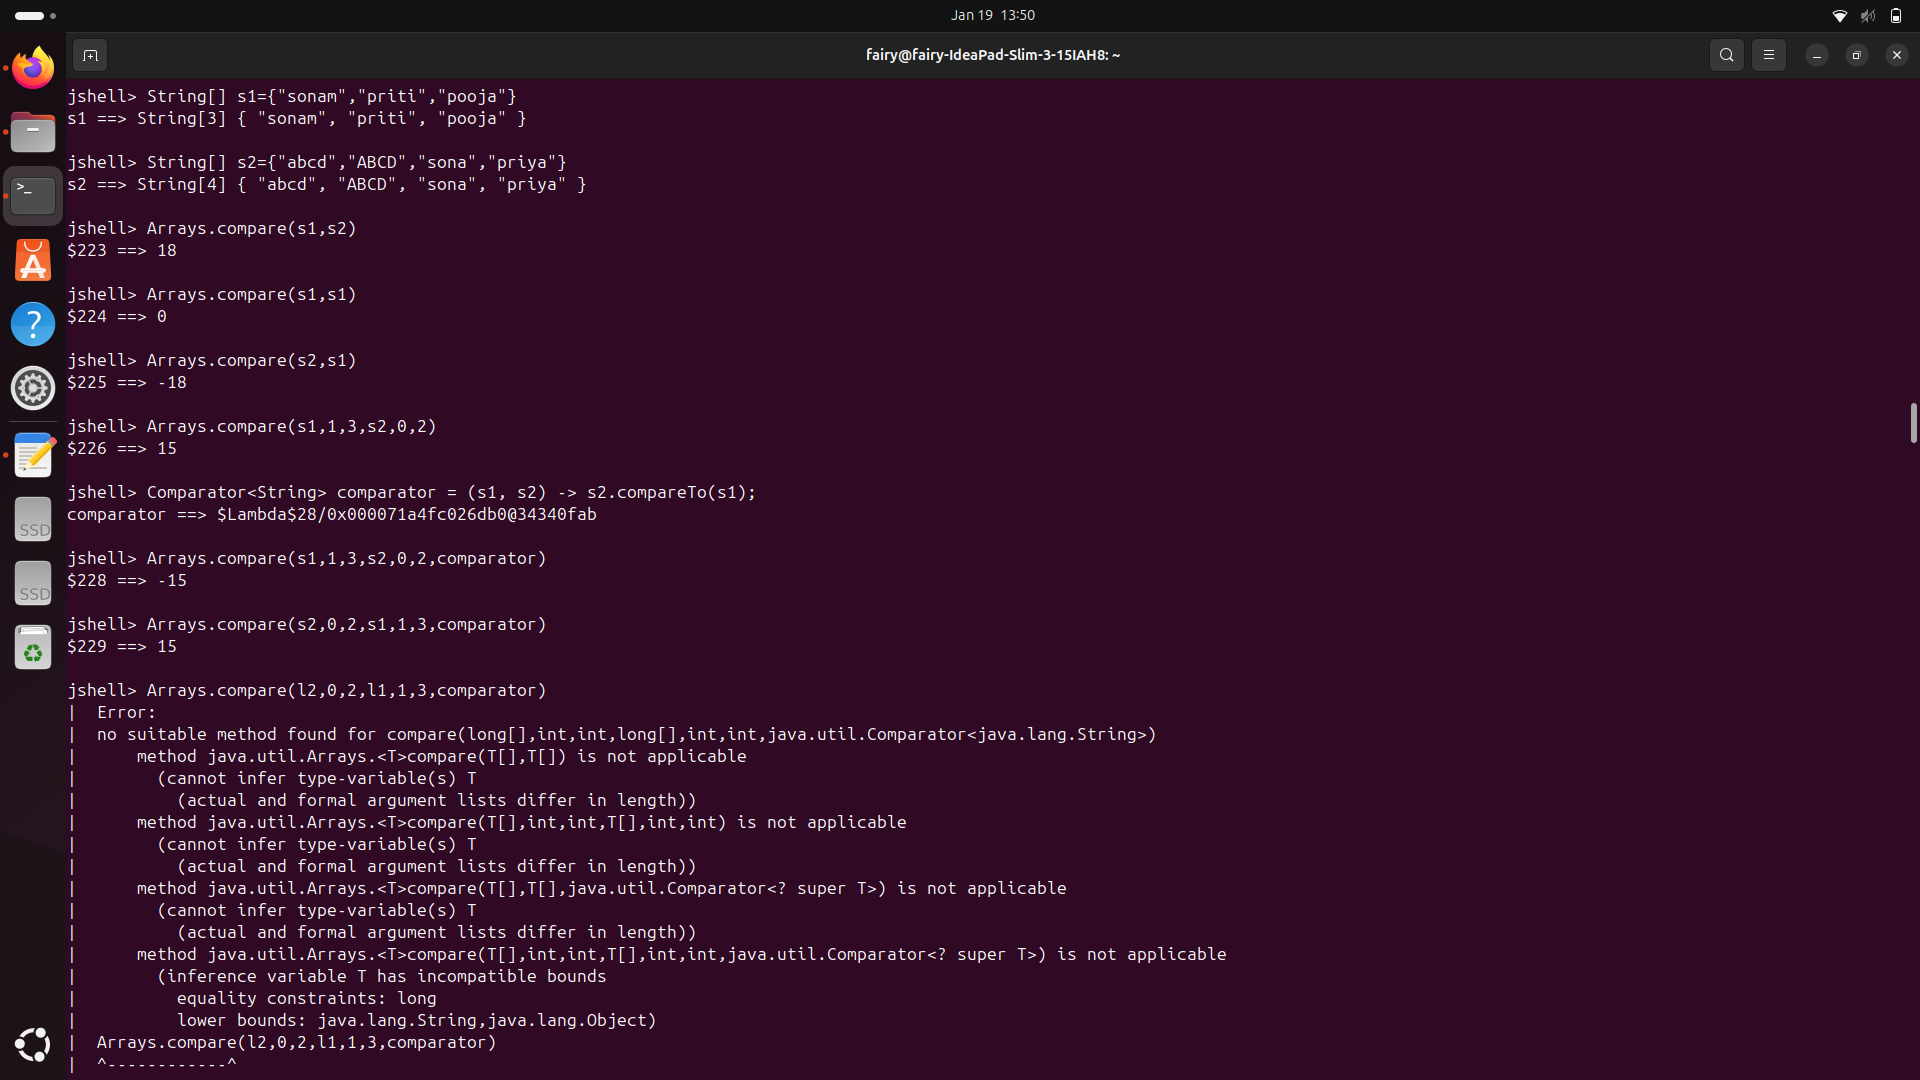 Jan 19 13:50
fairy@fairy-IdeaPad-Slim-3-15IAH8: ~
jshell> String[] s1={"sonam","priti","pooja"}
s1 ==> String[3] { "sonam", "priti", "pooja" }
jshell> String[] s2={"abcd","ABCD","sona","priya"}
s2 ==> String[4] { "abcd", "ABCD", "sona", "priya" }
jshell> Arrays.compare(s1,s2)
$223 ==> 18
jshell> Arrays.compare(s1,s1)
$224 ==> 0
jshell> Arrays.compare(s2,s1)
$225 ==> -18
jshell> Arrays.compare(s1,1,3,s2,0,2)
$226 ==> 15
jshell> Comparator<String> comparator = (s1, s2) -> s2.compareTo(s1);
comparator ==> $Lambda$28/0x000071a4fc026db0@34340fab
jshell> Arrays.compare(s1,1,3,s2,0,2,comparator)
$228 ==> -15
jshell> Arrays.compare(s2,0,2,s1,1,3,comparator)
$229 ==> 15
jshell> Arrays.compare(l2,0,2,l1,1,3,comparator)
|  Error:
|  no suitable method found for compare(long[],int,int,long[],int,int,java.util.Comparator<java.lang.String>)
|      method java.util.Arrays.<T>compare(T[],T[]) is not applicable
|        (cannot infer type-variable(s) T
|          (actual and formal argument lists differ in length))
|      method java.util.Arrays.<T>compare(T[],int,int,T[],int,int) is not applicable
|        (cannot infer type-variable(s) T
|          (actual and formal argument lists differ in length))
|      method java.util.Arrays.<T>compare(T[],T[],java.util.Comparator<? super T>) is not applicable
|        (cannot infer type-variable(s) T
|          (actual and formal argument lists differ in length))
|      method java.util.Arrays.<T>compare(T[],int,int,T[],int,int,java.util.Comparator<? super T>) is not applicable
|        (inference variable T has incompatible bounds
|          equality constraints: long
|          lower bounds: java.lang.String,java.lang.Object)
|  Arrays.compare(l2,0,2,l1,1,3,comparator)
|  ^------------^
>_
A
?
SSD
SSD